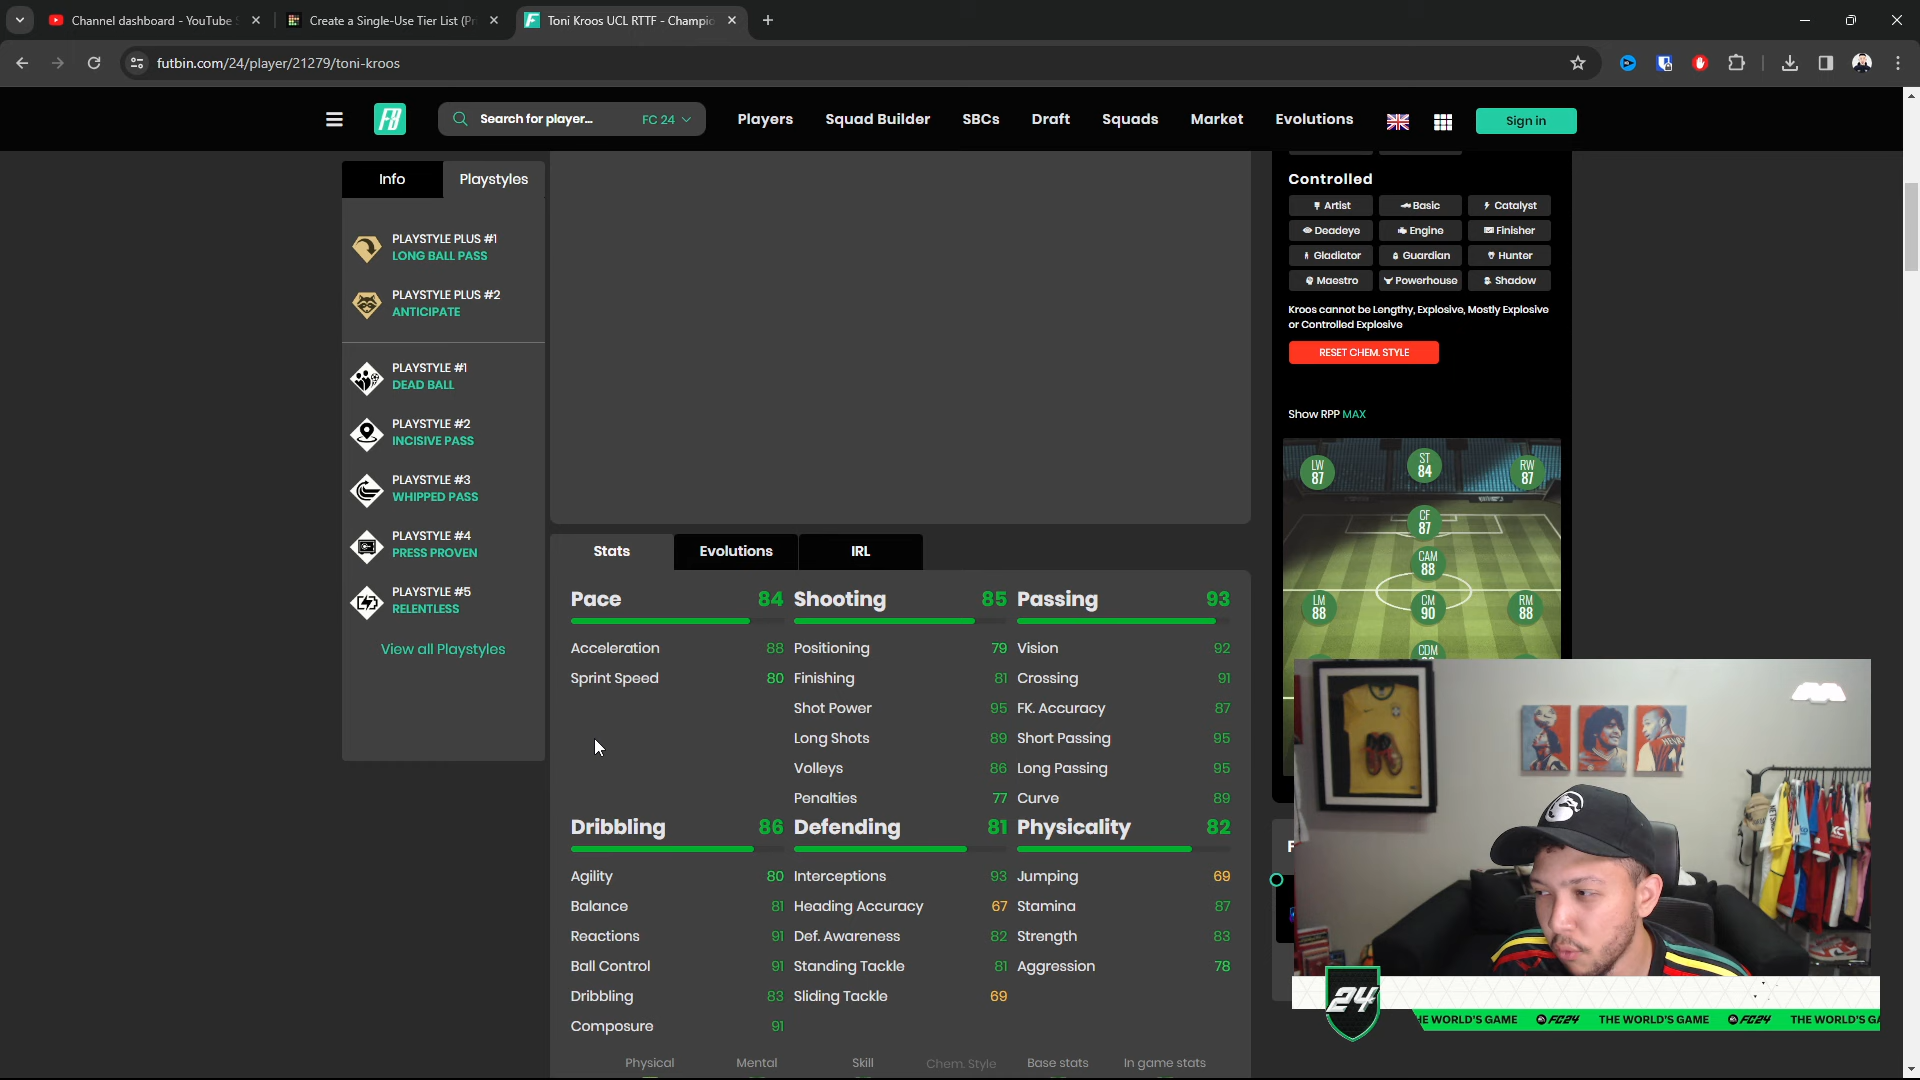 Channel dashboard - YouTube
Create a Single-Use Tier List (Pr
Toni Kroos UCL RTTF - Champio
futbin.com/24/player/21279/toni-kroos
FB
Search for player...
FC 24
Players
Squad Builder
SBCs
Draft
Squads
Market
Evolutions
Sign in
Info
Playstyles
PLAYSTYLE PLUS #1
LONG BALL PASS
PLAYSTYLE PLUS #2
ANTICIPATE
PLAYSTYLE #1
DEAD BALL
PLAYSTYLE #2
INCISIVE PASS
PLAYSTYLE #3
WHIPPED PASS
PLAYSTYLE #4
PRESS PROVEN
PLAYSTYLE #5
RELENTLESS
View all Playstyles
Stats
Evolutions
IRL
Pace 84
Acceleration 88
Sprint Speed 80
Shooting 85
Positioning 79
Finishing 81
Shot Power 95
Long Shots 89
Volleys 86
Penalties 77
Passing 93
Vision 92
Crossing 91
FK. Accuracy 87
Short Passing 95
Long Passing 95
Curve 89
Dribbling 86
Agility 80
Balance 81
Reactions 91
Ball Control 91
Dribbling 83
Composure 91
Defending 81
Interceptions 93
Heading Accuracy 67
Def. Awareness 82
Standing Tackle 81
Sliding Tackle 69
Physicality 82
Jumping 69
Stamina 87
Strength 83
Aggression 78
Physical
Mental
Skill
Chem. Style
Base stats
In game stats
Controlled
Artist Basic Catalyst
Deadeye Engine Finisher
Gladiator Guardian Hunter
Maestro Powerhouse Shadow
Kroos cannot be Lengthy, Explosive, Mostly Explosive
or Controlled Explosive
RESET CHEM. STYLE
Show RPP MAX
LW
87
ST
84
RW
87
CF
87
CAM
88
LM
88
CM
90
RM
88
CDM
24
HE WORLD'S GAME FC24 THE WORLD'S GAME FC24 THE WORLD'S GA